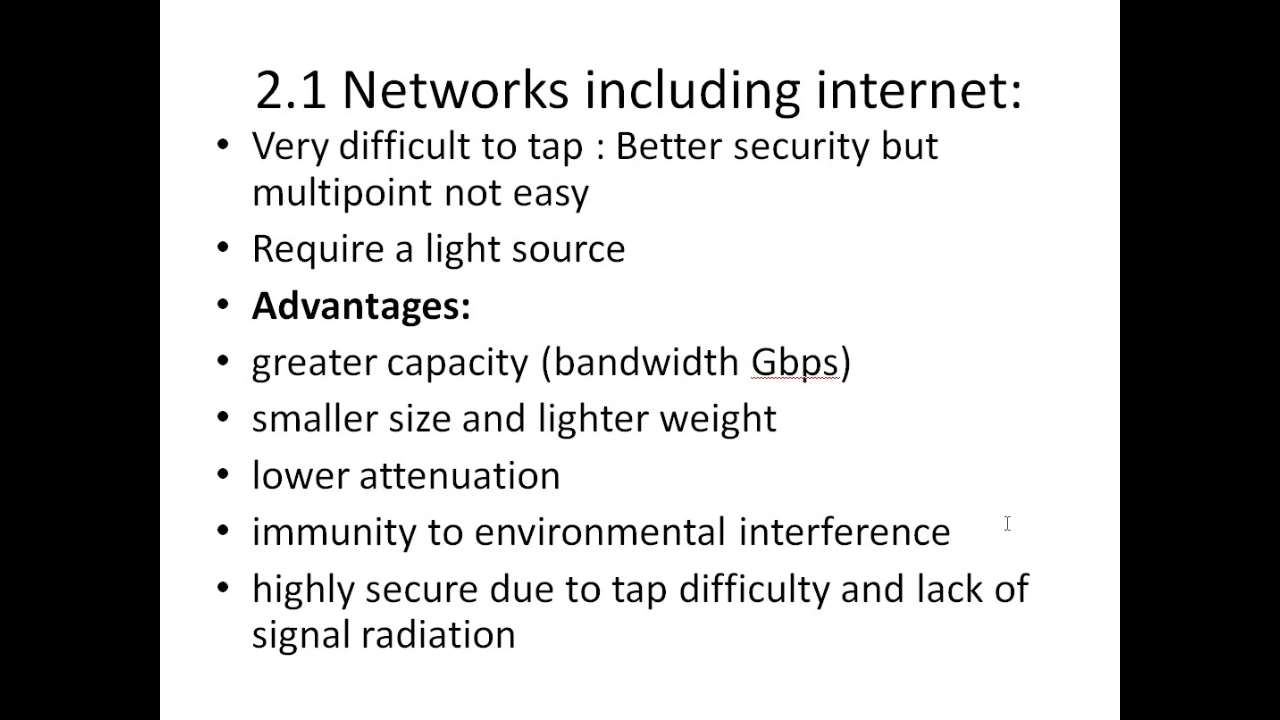 2.1 Networks including internet:
• Very difficult to tap : Better security but
multipoint not easy
• Require a light source
• Advantages:
• greater capacity (bandwidth Gbps)
• smaller size and lighter weight
• lower attenuation
• immunity to environmental interference
• highly secure due to tap difficulty and lack of
signal radiation